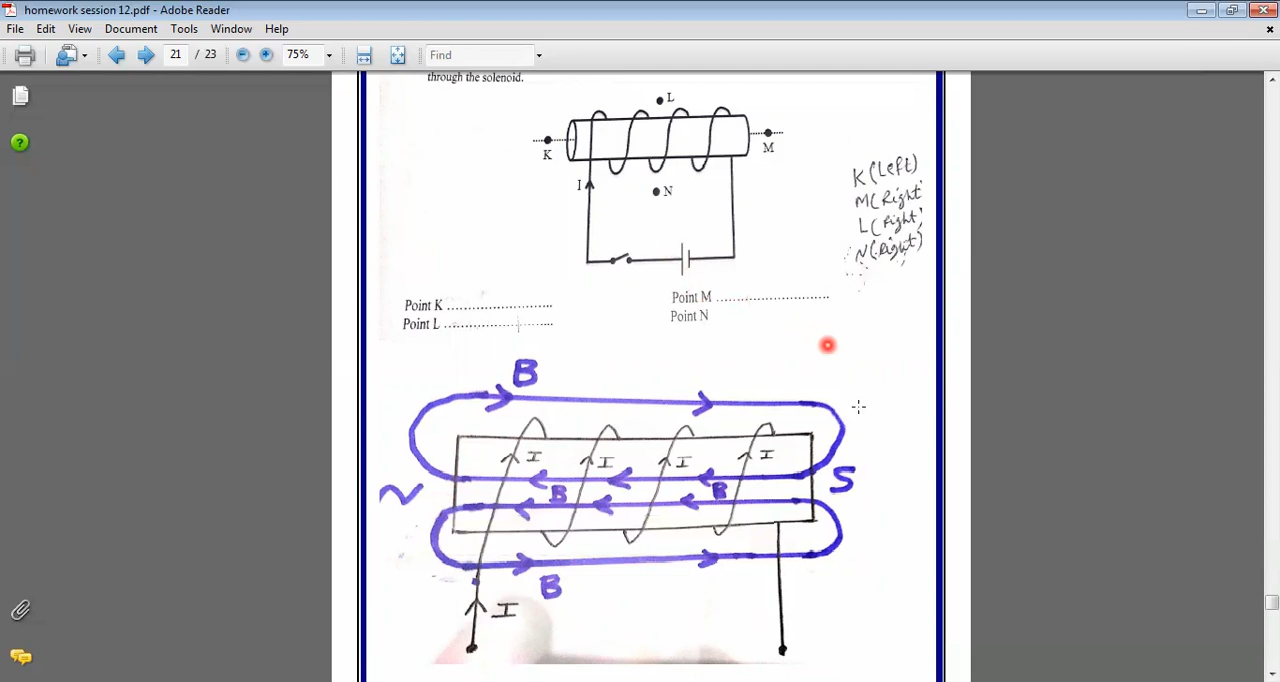 homework session 12.pdf - Adobe Reader
File Edit View Document Tools Window Help
21 / 23 75% Find
through the solenoid.
L
K
M
I
N
K(Left)
M(Right)
L(Right)
N(Right)
Point K .............................. Point M ..............................
Point L .............................. Point N
B
I I I I
N B B S
B
I